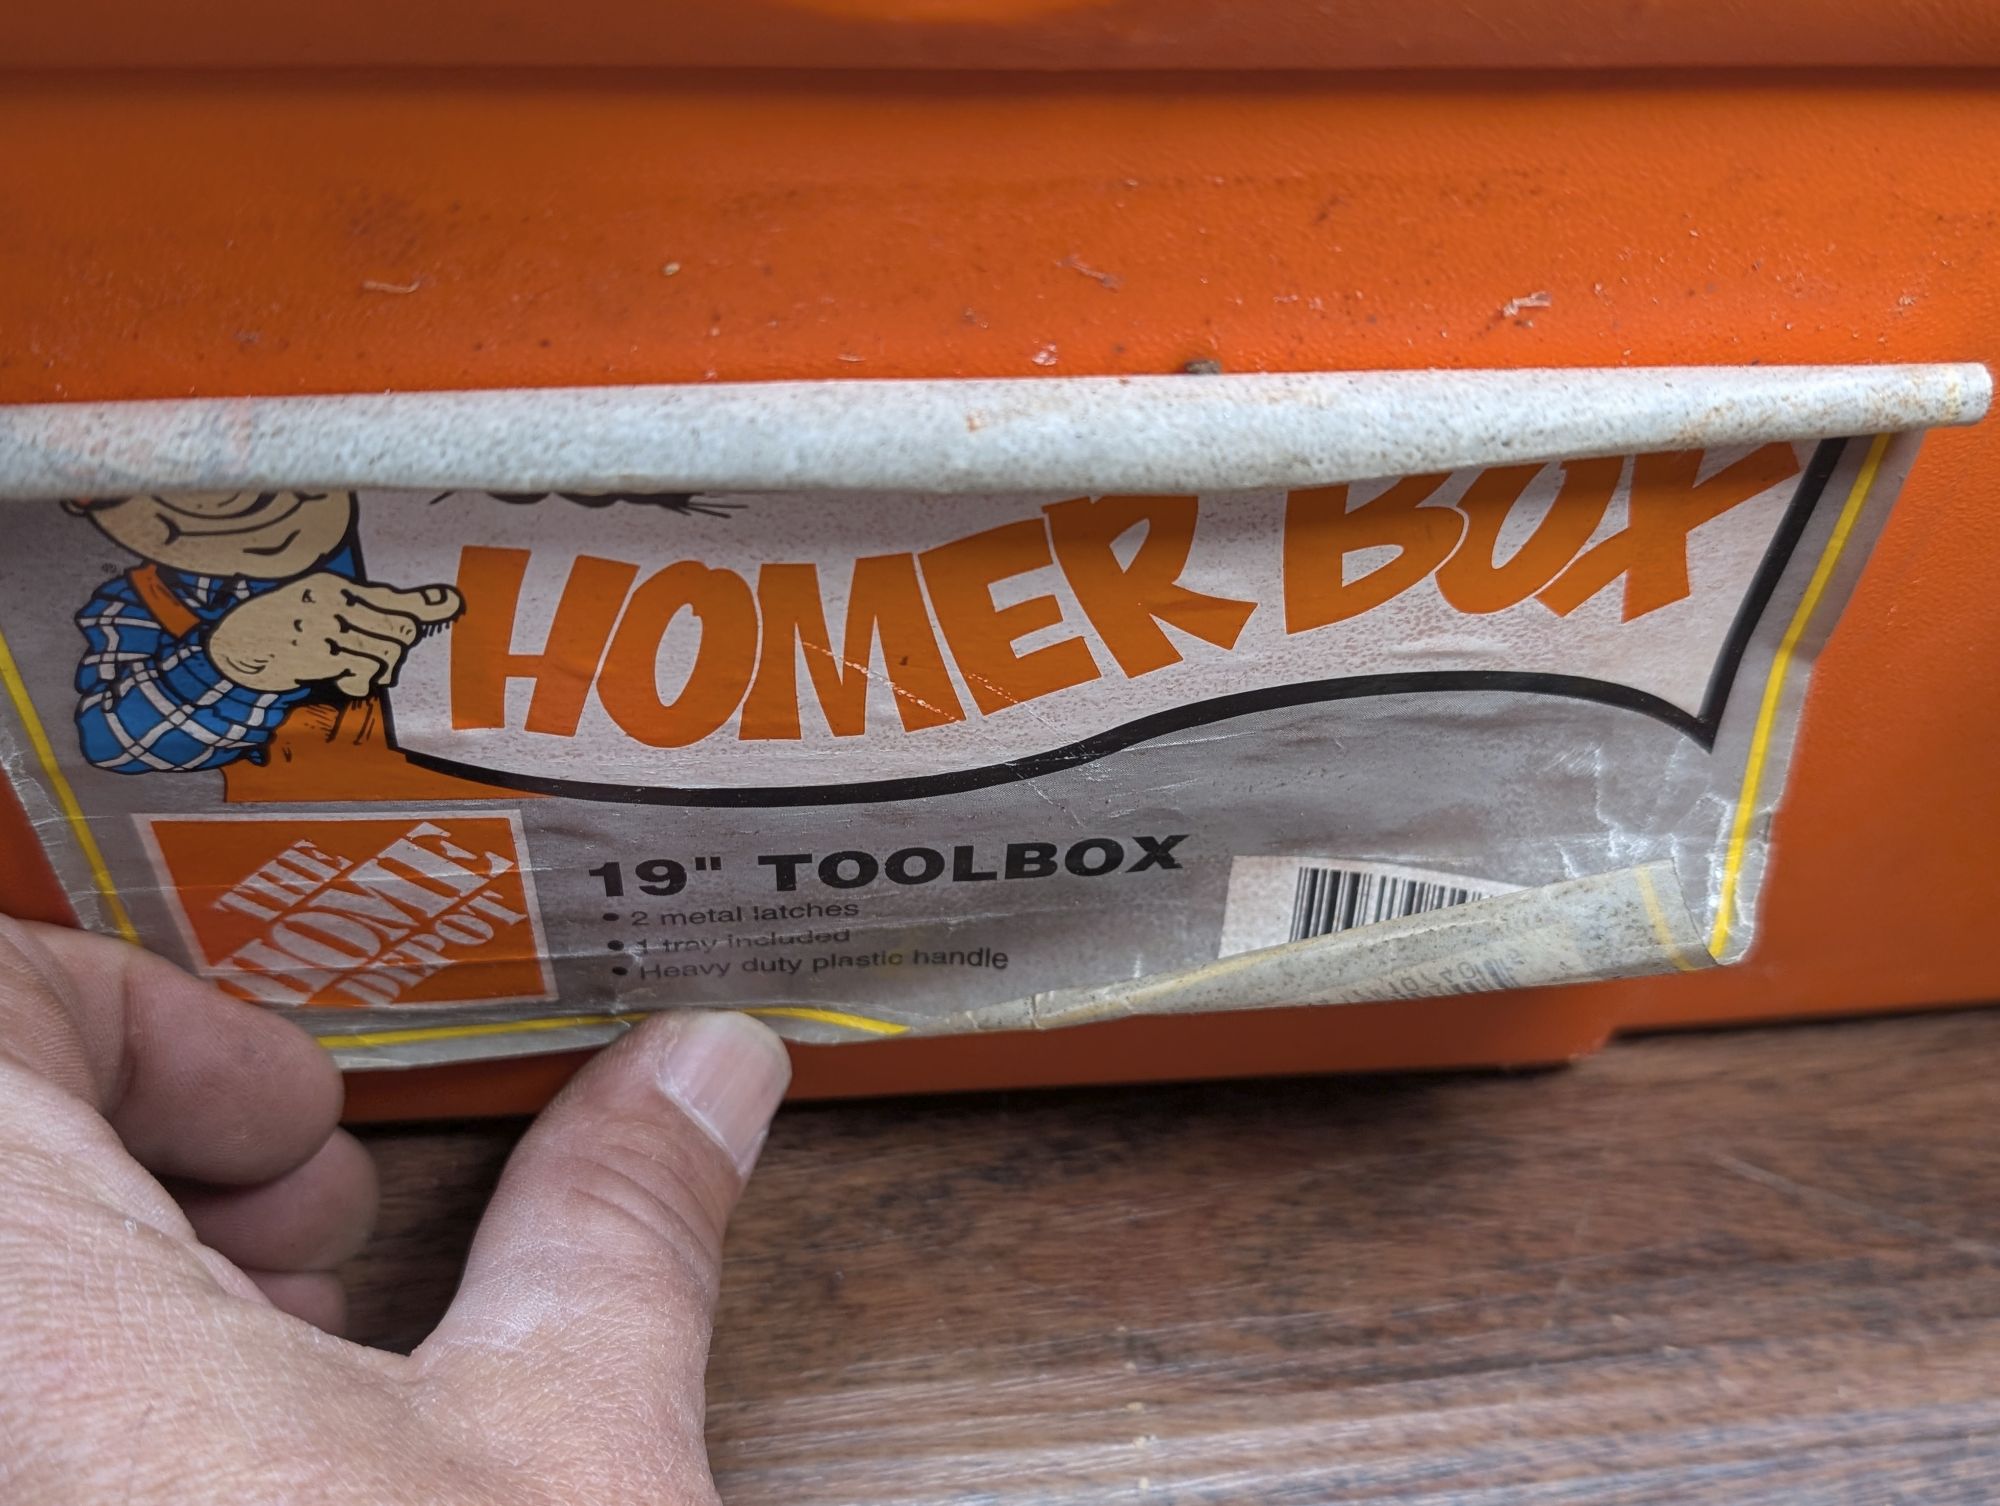 HOMER BOX
THE
HOME
DEPOT
19" TOOLBOX
• 2 metal latches
• 1 tray included
• Heavy duty plastic handle